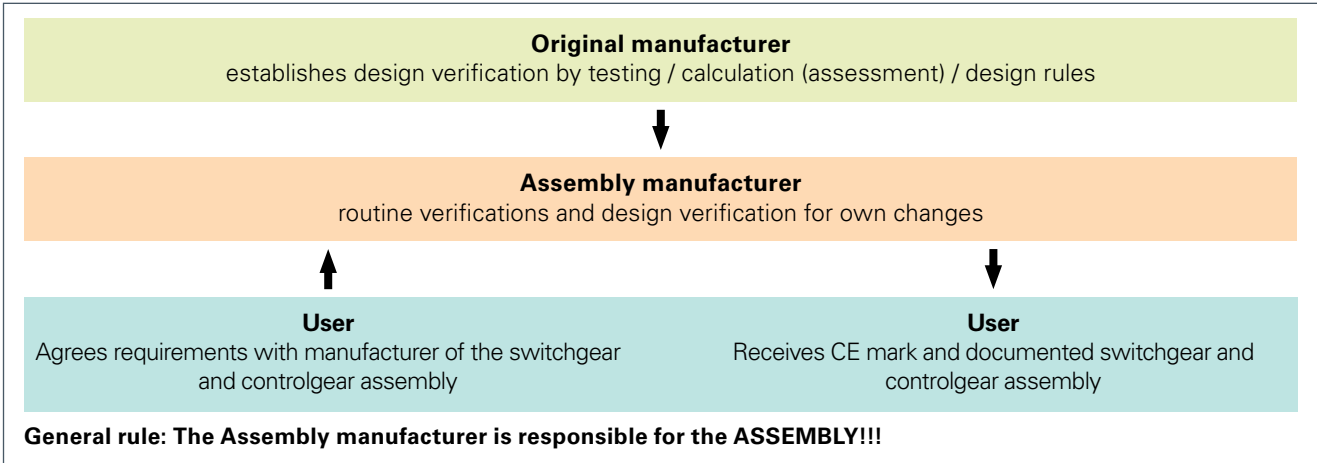 Original manufacturer
establishes design verification by testing / calculation (assessment) / design rules
Assembly manufacturer
routine verifications and design verification for own changes
User
Agrees requirements with manufacturer of the switchgear
and controlgear assembly
User
Receives CE mark and documented switchgear and
controlgear assembly
General rule: The Assembly manufacturer is responsible for the ASSEMBLY!!!